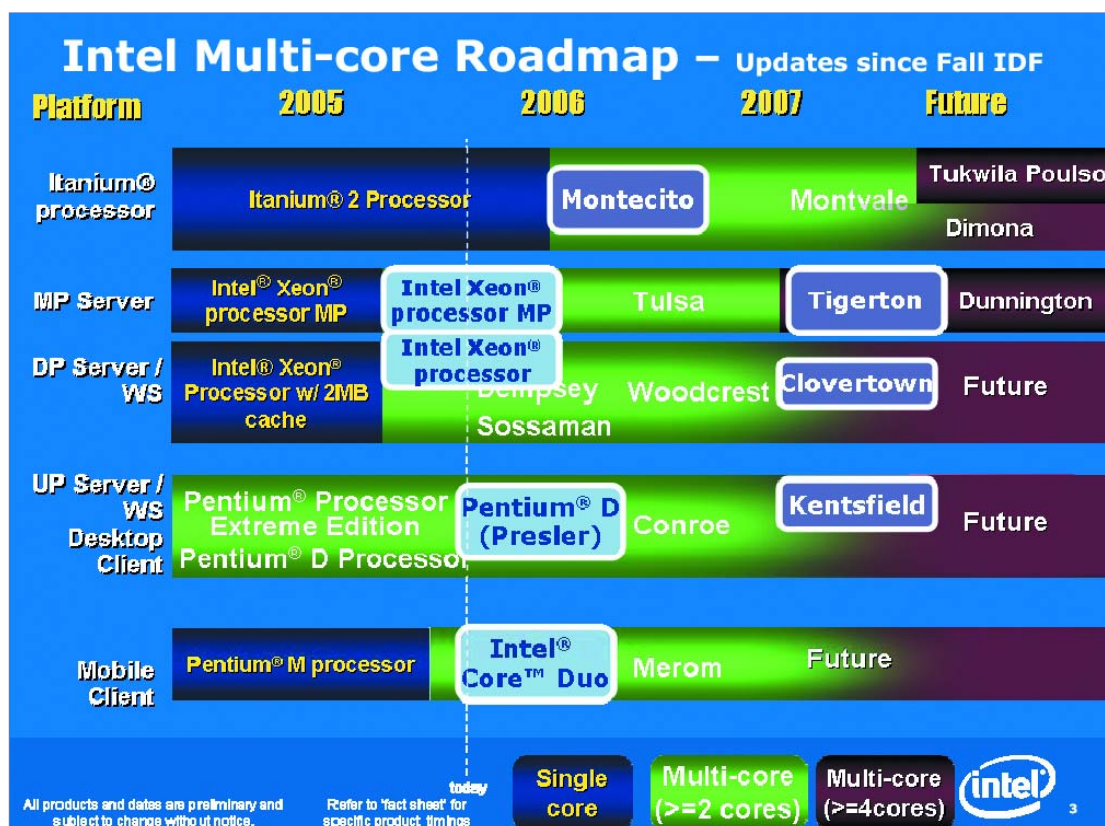 Intel Multi-core Roadmap – Updates since Fall IDF
Platform 2005 2006 2007 Future
Itanium®
processor
Itanium® 2 Processor
Montecito
Montvale
Tukwila Poulso
Dimona
MP Server
Intel® Xeon®
processor MP
Intel Xeon®
processor MP
Tulsa
Tigerton
Dunnington
DP Server /
WS
Intel® Xeon®
Processor w/ 2MB
cache
Intel Xeon®
processor
Dempsey
Sossaman
Woodcrest
Clovertown
Future
UP Server /
WS
Desktop
Client
Pentium® Processor
Extreme Edition
Pentium® D Processor
Pentium® D
(Presler)
Conroe
Kentsfield
Future
Mobile
Client
Pentium® M processor
Intel®
Core™ Duo
Merom
Future
today
All products and dates are preliminary and
subject to change without notice.
Refer to 'fact sheet' for
specific product timings
Single
core
Multi-core
(>=2 cores)
Multi-core
(>=4cores)
intel®
3